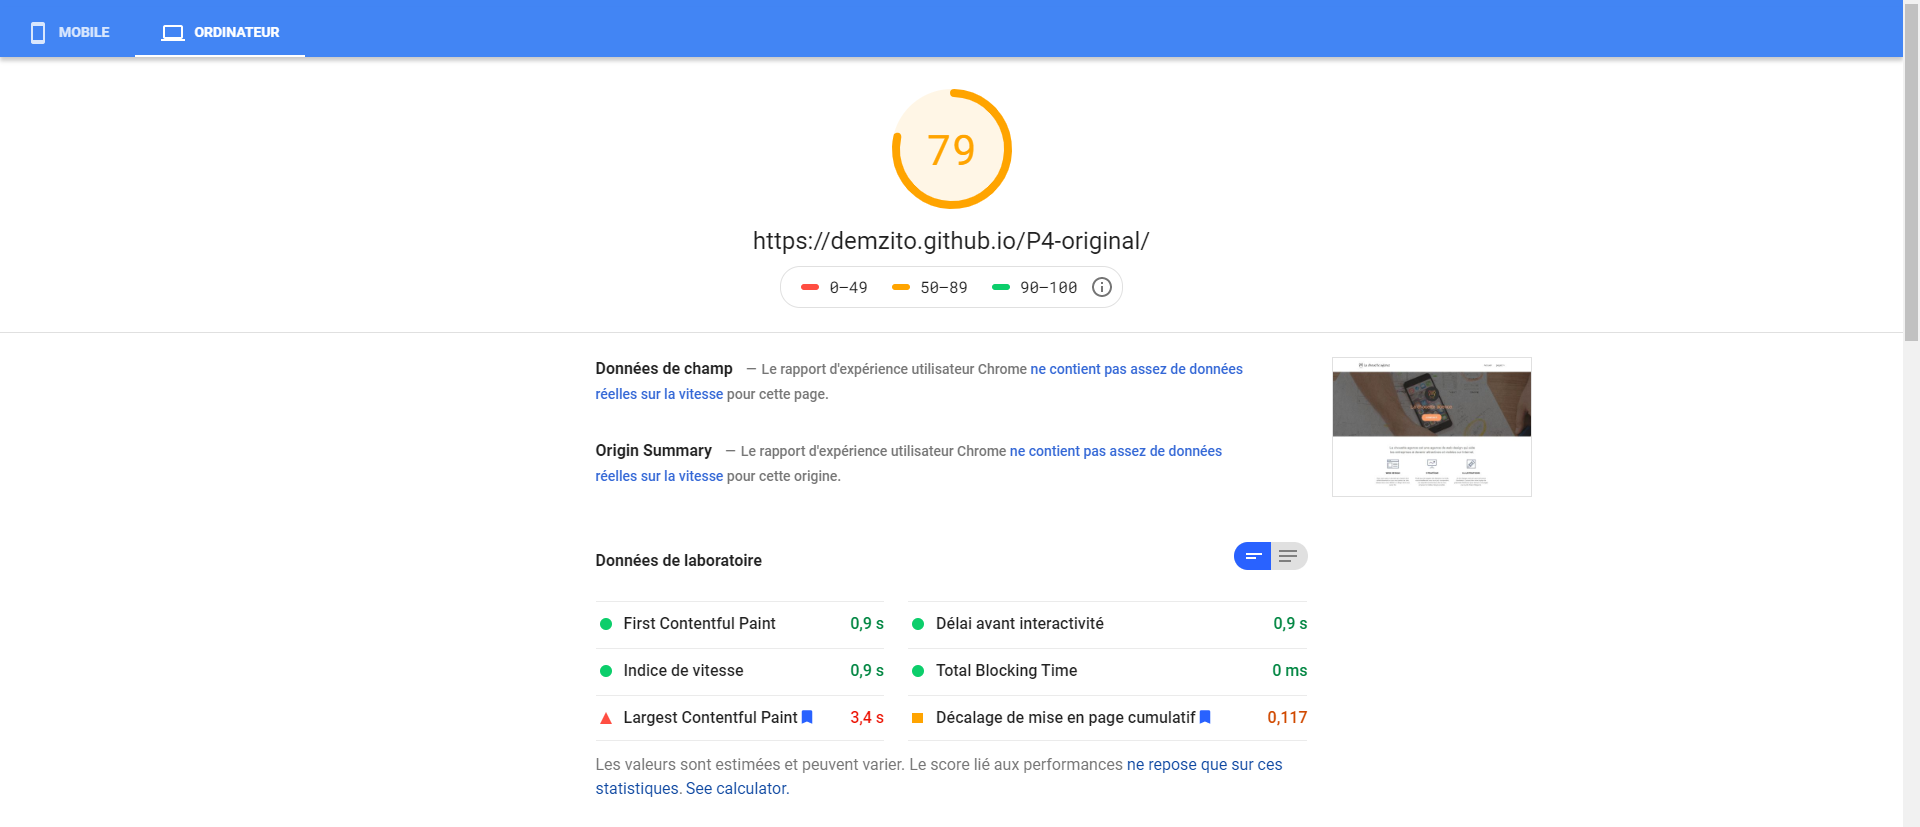 MOBILE
ORDINATEUR
79
https://demzito.github.io/P4-original/
0–49 50–89 90–100
Données de champ — Le rapport d'expérience utilisateur Chrome ne contient pas assez de données
réelles sur la vitesse pour cette page.
Origin Summary — Le rapport d'expérience utilisateur Chrome ne contient pas assez de données
réelles sur la vitesse pour cette origine.
Données de laboratoire
First Contentful Paint 0,9 s
Délai avant interactivité 0,9 s
Indice de vitesse 0,9 s
Total Blocking Time 0 ms
Largest Contentful Paint 3,4 s
Décalage de mise en page cumulatif 0,117
Les valeurs sont estimées et peuvent varier. Le score lié aux performances ne repose que sur ces
statistiques. See calculator.